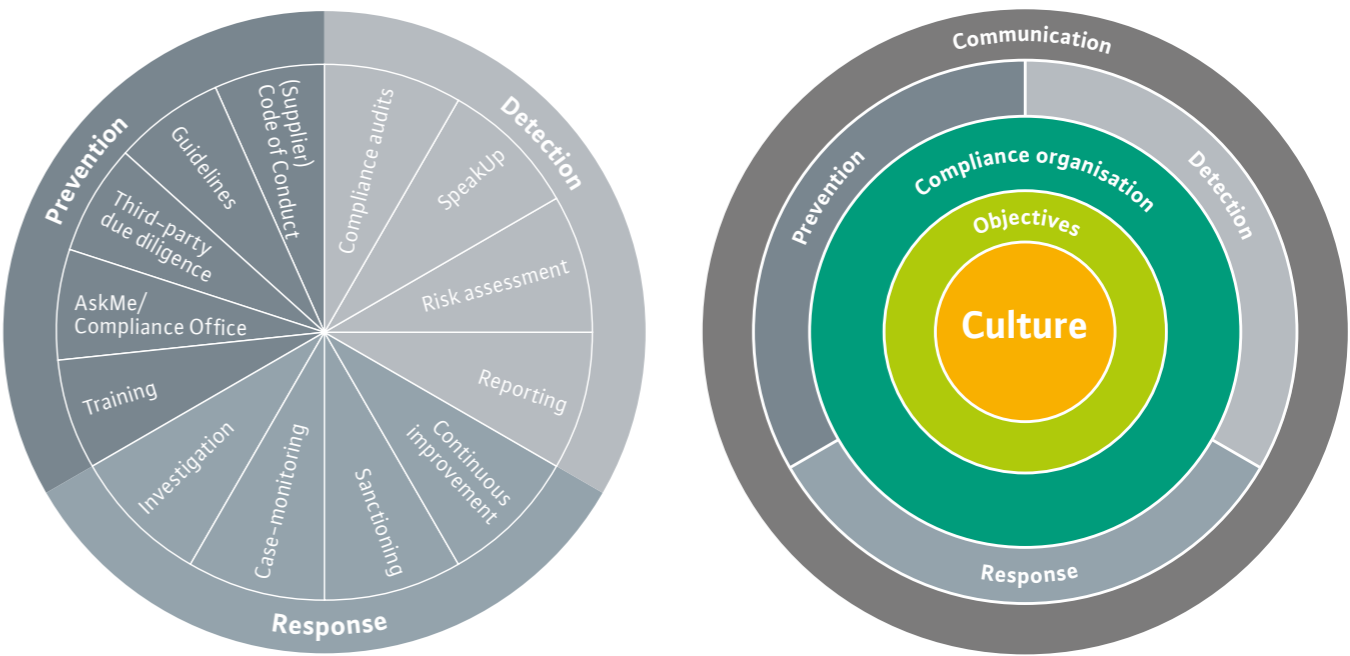 Prevention
(Supplier)
Code of Conduct
Guidelines
Third-party
due diligence
AskMe/
Compliance Office
Training
Detection
Compliance audits
SpeakUp
Risk assessment
Reporting
Response
Continuous
improvement
Sanctioning
Case-monitoring
Investigation
Communication
Prevention
Detection
Response
Compliance organisation
Objectives
Culture